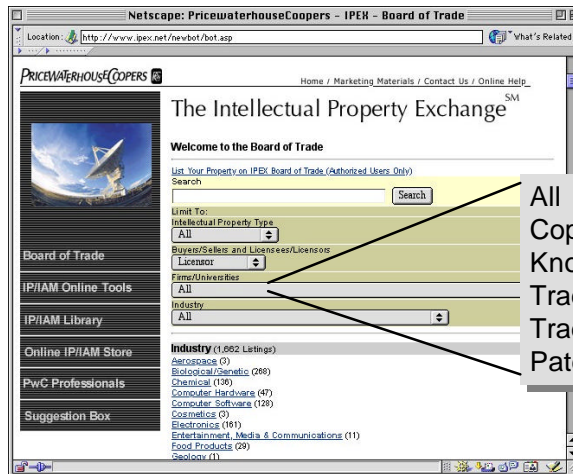 Netscape: PricewaterhouseCoopers - IPEX - Board of Trade
Location: http://www.ipex.net/newbot/bot.asp
What's Related
PRICEWATERHOUSECOOPERS
Home / Marketing Materials / Contact Us / Online Help
The Intellectual Property Exchange SM
Welcome to the Board of Trade
List Your Property on IPEX Board of Trade (Authorized Users Only)
Search
Search
Limit To:
Intellectual Property Type
All
Buyers/Sellers and Licensees/Licensors
Licensor
Firms/Universities
All
Industry
All
Board of Trade
IP/IAM Online Tools
IP/IAM Library
Online IP/IAM Store
PwC Professionals
Suggestion Box
Industry (1,662 Listings)
Aerospace (3)
Biological/Genetic (268)
Chemical (136)
Computer Hardware (47)
Computer Software (128)
Cosmetics (3)
Electronics (161)
Entertainment, Media & Communications (11)
Food Products (29)
Geology (1)
All
Cop
Kno
Tra
Tra
Pat